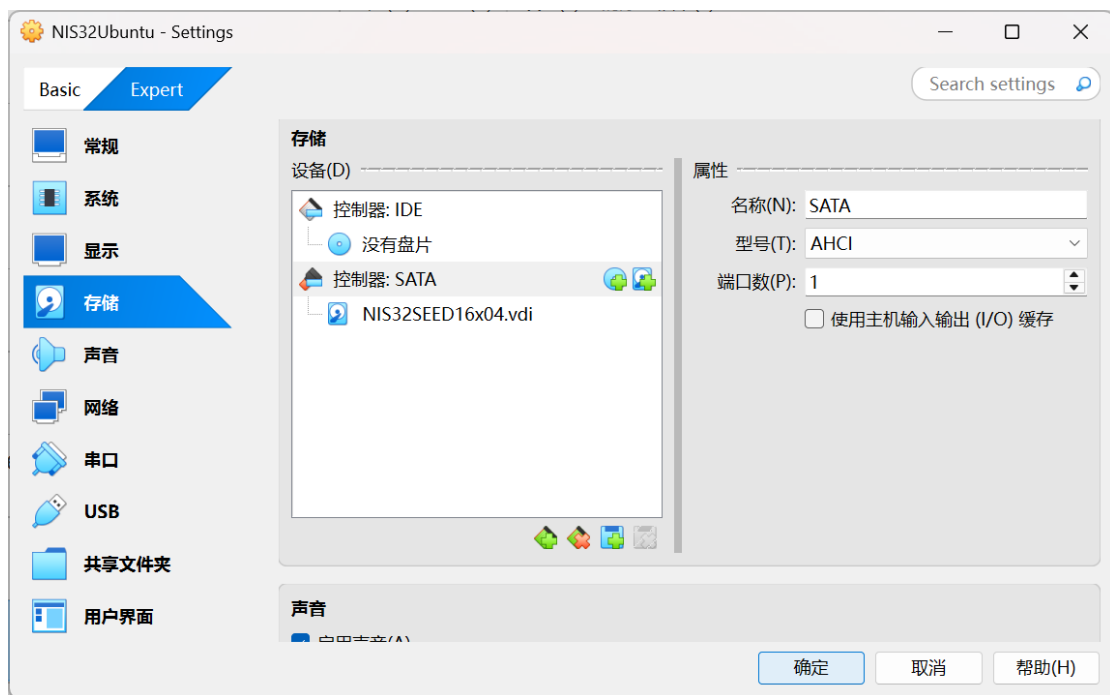 NIS32Ubuntu - Settings
Basic
Expert
Search settings
常规
系统
显示
存储
声音
网络
串口
USB
共享文件夹
用户界面
存储
设备(D)
控制器: IDE
没有盘片
控制器: SATA
NIS32SEED16x04.vdi
属性
名称(N): SATA
型号(T): AHCI
端口数(P): 1
使用主机输入输出 (I/O) 缓存
声音
启用声音(A)
确定
取消
帮助(H)